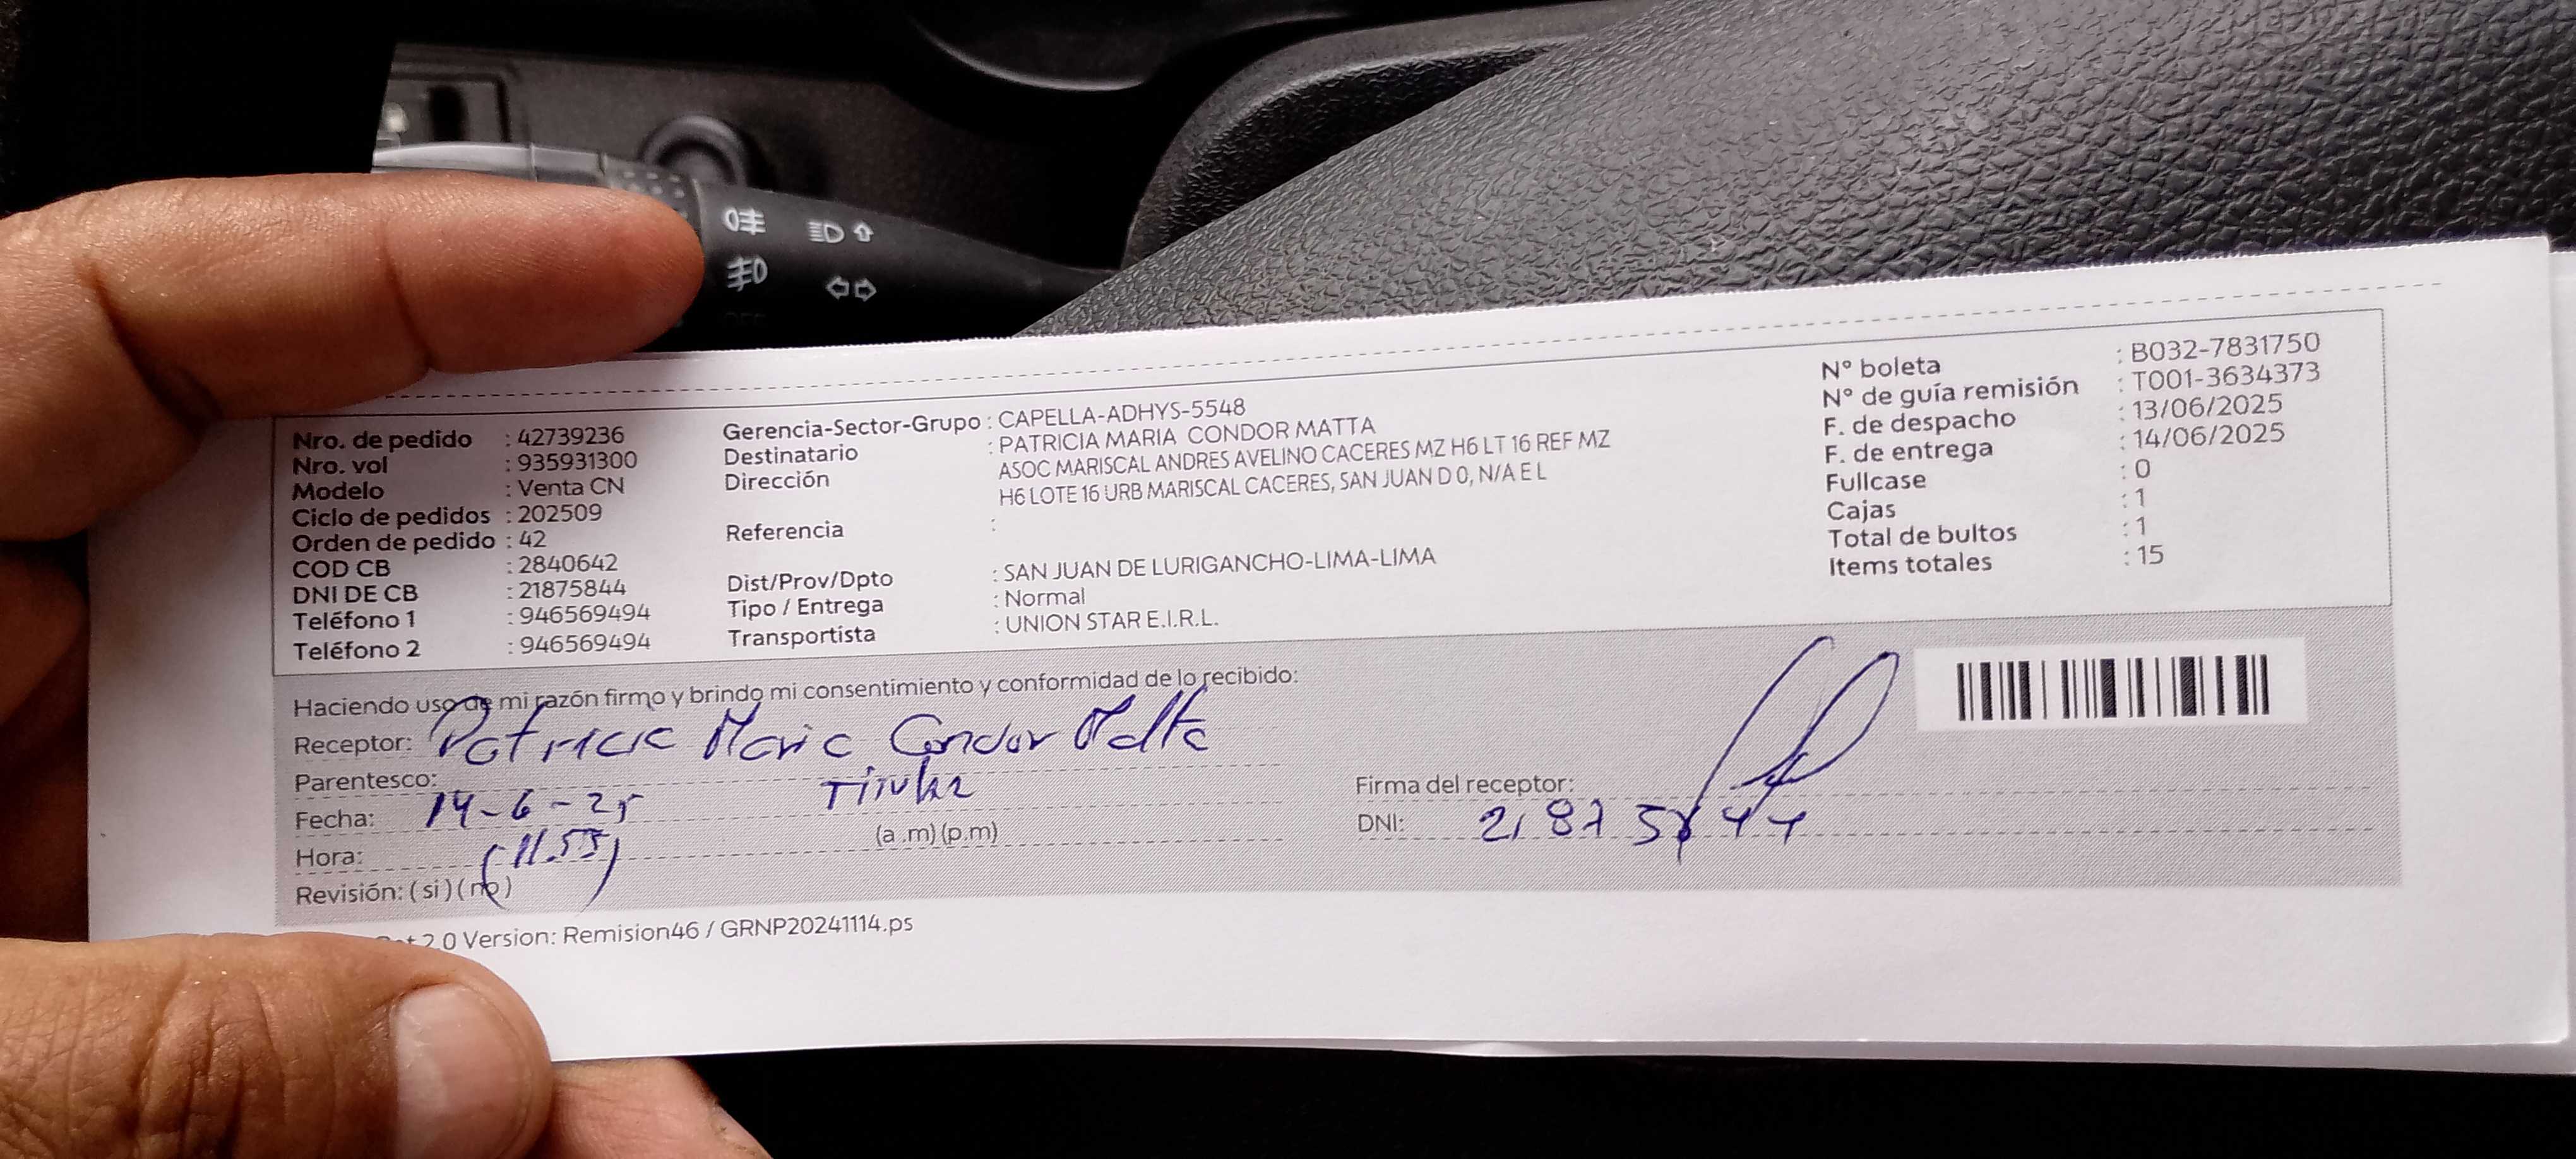 Nro. de pedido : 42739236
Nro. vol : 935931300
Modelo : Venta CN
Ciclo de pedidos : 202509
Orden de pedido : 42
COD CB : 2840642
DNI DE CB : 21875844
Teléfono 1 : 946569494
Teléfono 2 : 946569494
Gerencia-Sector-Grupo : CAPELLA-ADHYS-5548
Destinatario : PATRICIA MARIA CONDOR MATTA
Dirección ASOC MARISCAL ANDRES AVELINO CACERES MZ H6 LT 16 REF MZ
H6 LOTE 16 URB MARISCAL CACERES, SAN JUAN D 0, N/A E L
Referencia :
Dist/Prov/Dpto : SAN JUAN DE LURIGANCHO-LIMA-LIMA
Tipo / Entrega : Normal
Transportista : UNION STAR E.I.R.L.
N° boleta : B032-7831750
N° de guía remisión : T001-3634373
F. de despacho : 13/06/2025
F. de entrega : 14/06/2025
Fullcase : 0
Cajas : 1
Total de bultos : 1
Items totales : 15
Haciendo uso de mi razón firmo y brindo mi consentimiento y conformidad de lo recibido:
Receptor: Patricia Maria Condor Matta
Parentesco: Titular
Fecha: 14-6-25
Hora: (11.55) (a .m) (p.m)
Revisión: (si) (no)
Firma del receptor:
DNI: 21875844
2.0 Version: Remision46 / GRNP20241114.ps